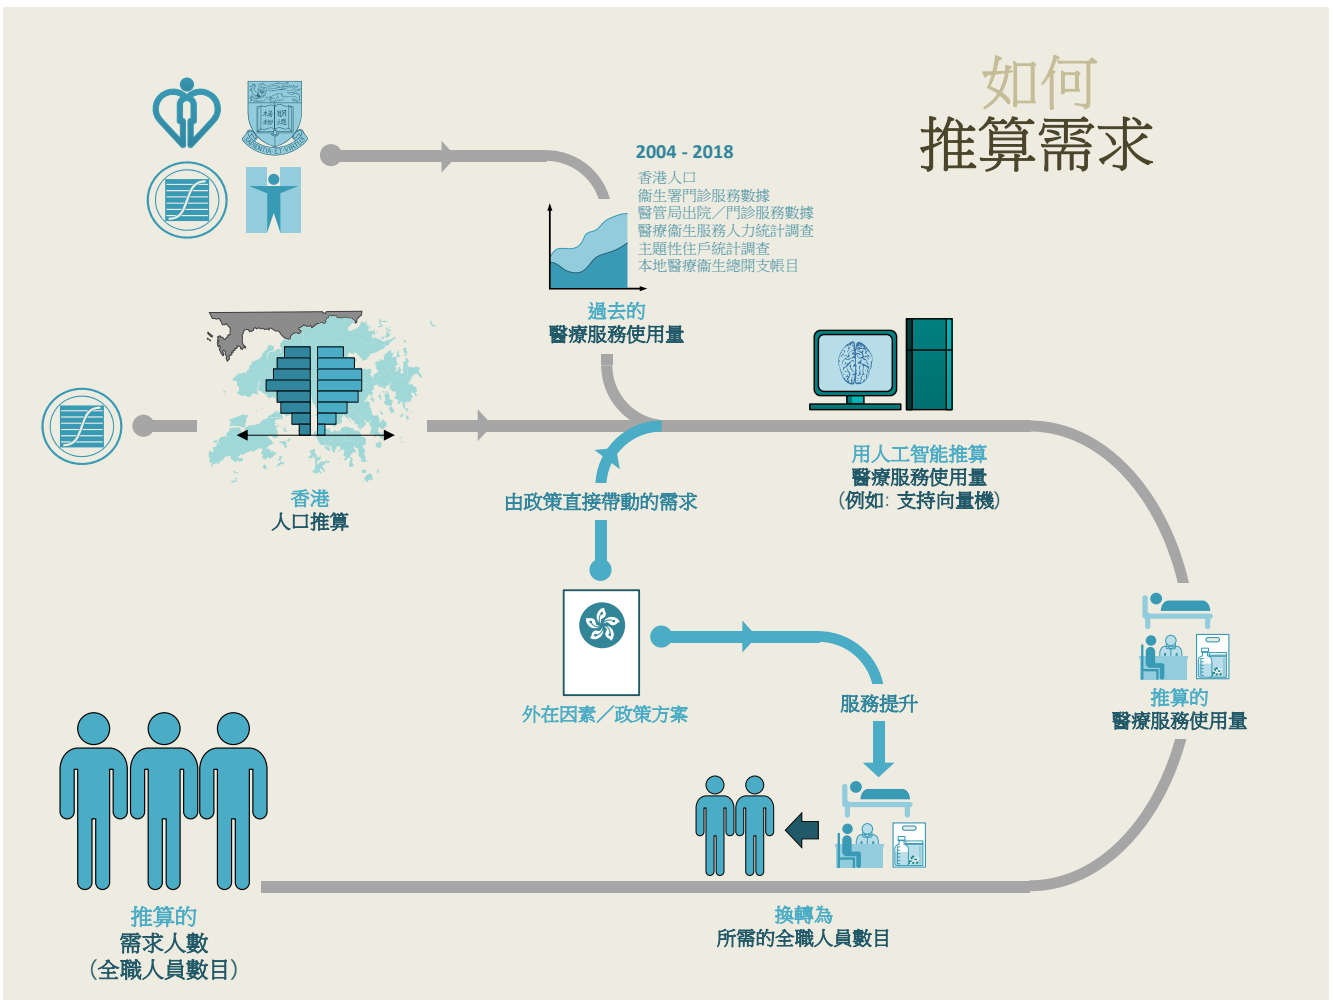 如何
推算需求
2004 - 2018
香港人口
衞生署門診服務數據
醫管局出院／門診服務數據
醫療衞生服務人力統計調查
主題性住戶統計調查
本地醫療衞生總開支帳目
過去的
醫療服務使用量
香港
人口推算
用人工智能推算
醫療服務使用量
(例如: 支持向量機)
由政策直接帶動的需求
外在因素／政策方案
服務提升
推算的
醫療服務使用量
換轉為
所需的全職人員數目
推算的
需求人數
(全職人員數目)